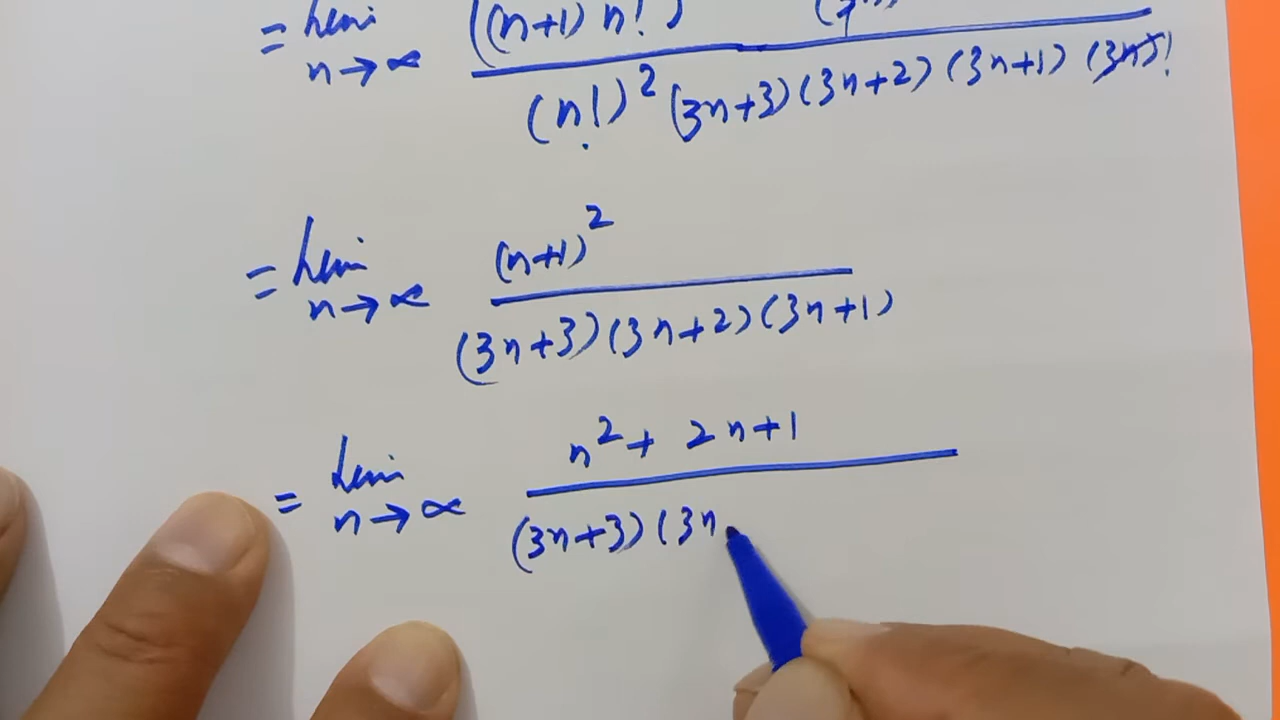 = lim n→∞ ((n+1) n!)
(n!)² (3n+3)(3n+2)(3n+1)(3n)!
= lim n→∞ (n+1)²
(3n+3)(3n+2)(3n+1)
= lim n→∞ n² + 2n+1
(3n+3)(3n